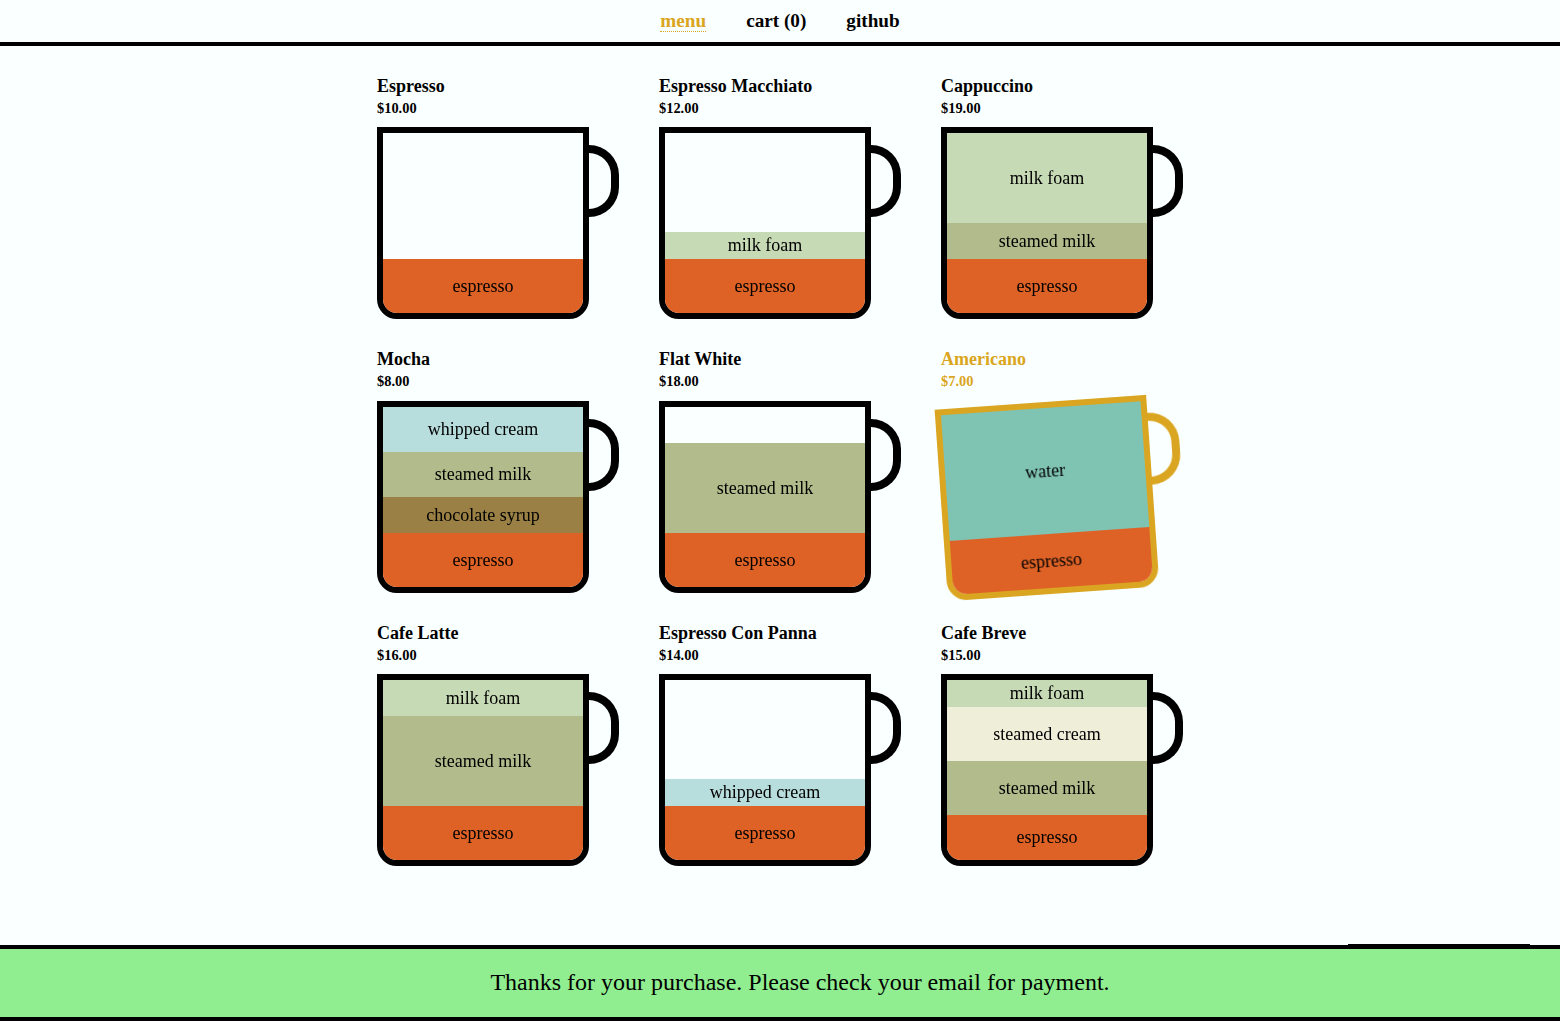 menu cart (0) github
Espresso Espresso Macchiato Cappuccino
$10.00 $12.00 $19.00
milk foam
milk foam steamed milk
espresso espresso espresso
Mocha Flat White Americano
$8.00 $18.00 $7.00
whipped cream
steamed milk steamed milk water
chocolate syrup
espresso espresso espresso
Cafe Latte Espresso Con Panna Cafe Breve
$16.00 $14.00 $15.00
milk foam milk foam
steamed cream
steamed milk whipped cream steamed milk
espresso espresso espresso
Thanks for your purchase. Please check your email for payment.